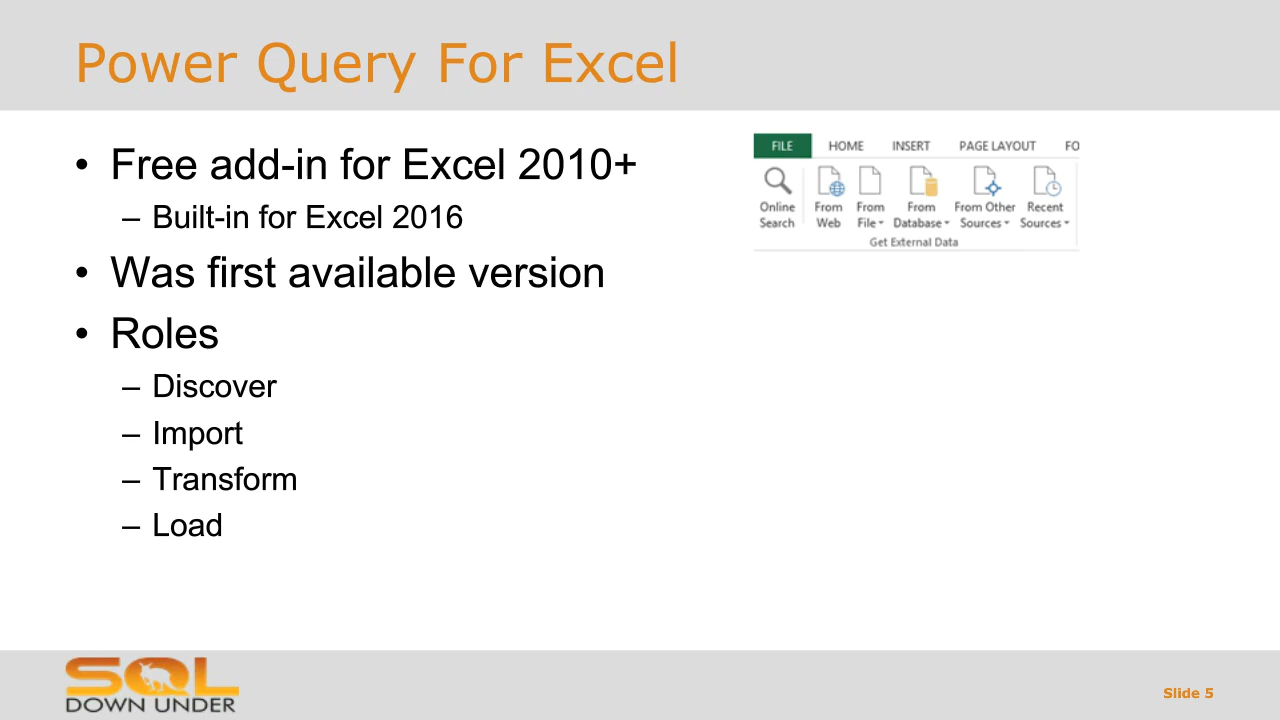 Power Query For Excel
• Free add-in for Excel 2010+
– Built-in for Excel 2016
• Was first available version
• Roles
– Discover
– Import
– Transform
– Load
FILE HOME INSERT PAGE LAYOUT FO
Online Search
From Web
From File
From Database
From Other Sources
Recent Sources
Get External Data
SQL
DOWN UNDER
Slide 5